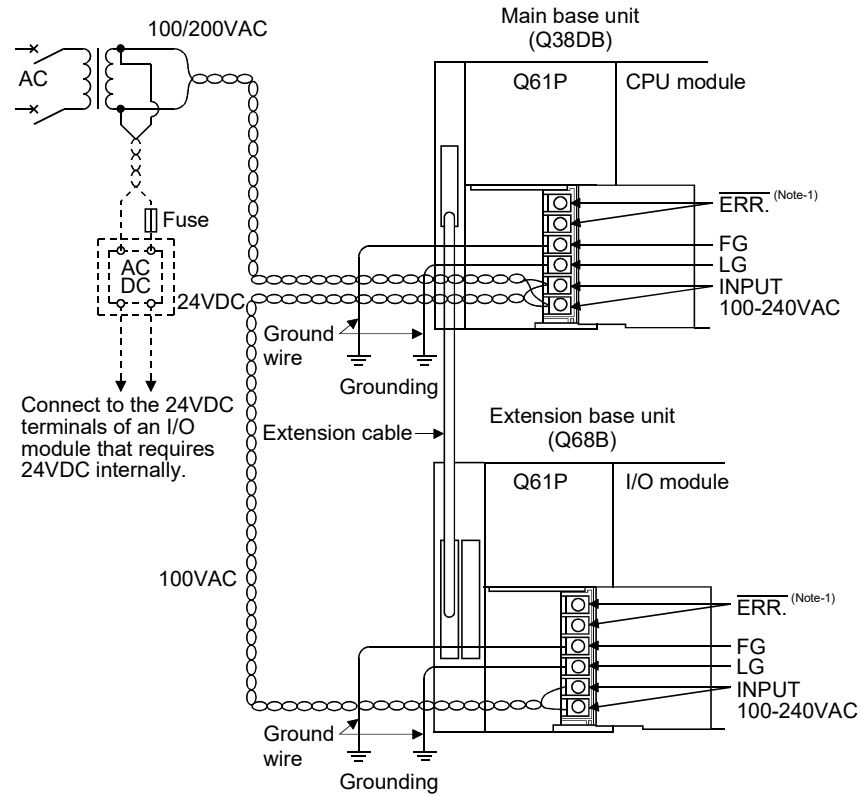 100/200VAC
Main base unit
(Q38DB)
AC
Q61P
CPU module
ERR. (Note-1)
Fuse
FG
LG
AC
DC
INPUT
100-240VAC
24VDC
Ground
wire
Grounding
Connect to the 24VDC
terminals of an I/O
module that requires
24VDC internally.
Extension base unit
(Q68B)
Extension cable
Q61P
I/O module
100VAC
ERR. (Note-1)
FG
LG
INPUT
100-240VAC
Ground
wire
Grounding